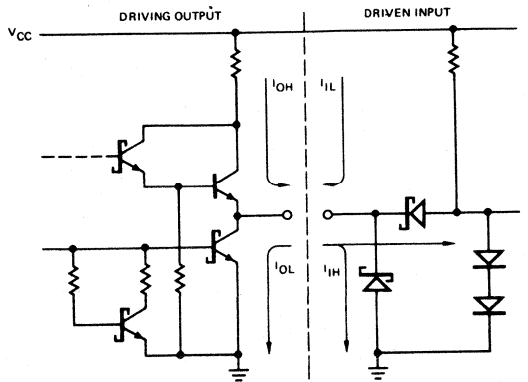 DRIVING OUTPUT
DRIVEN INPUT
VCC
IOH
IIL
IOL
IIH